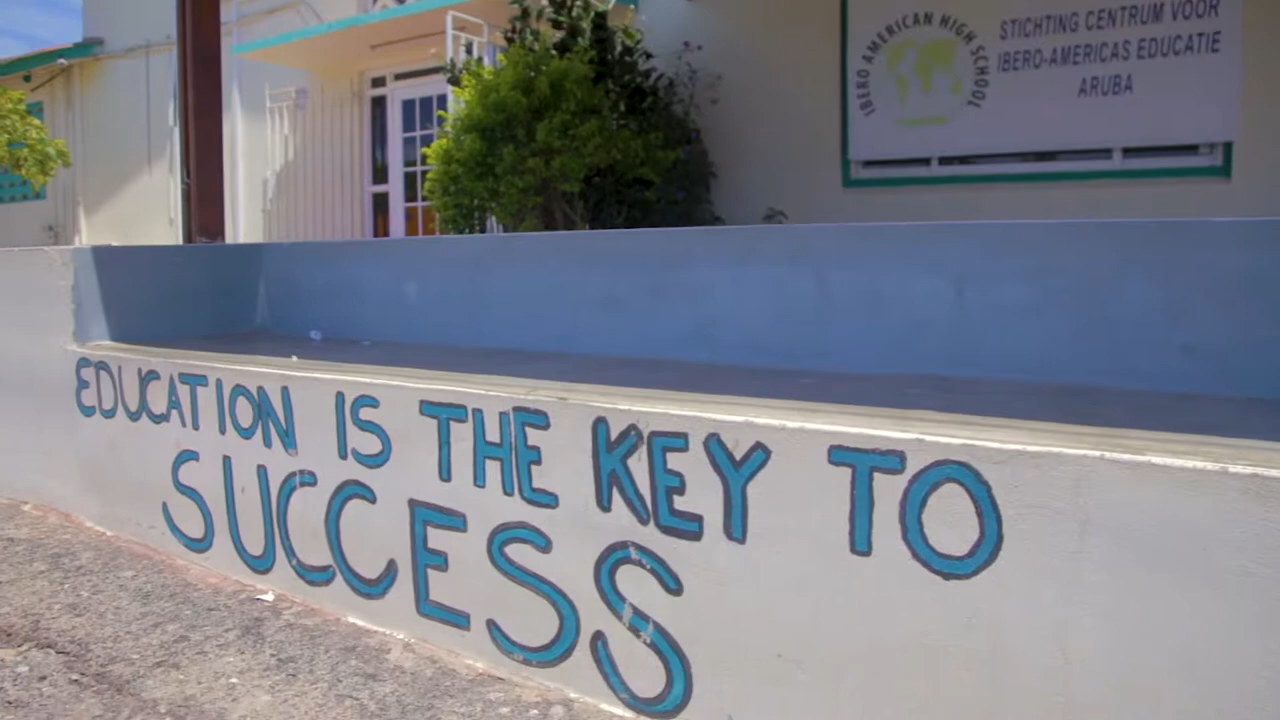 IBERO AMERICAN HIGH SCHOOL
STICHTING CENTRUM VOOR
IBERO-AMERICAS EDUCATIE
ARUBA
EDUCATION IS THE KEY TO
SUCCESS